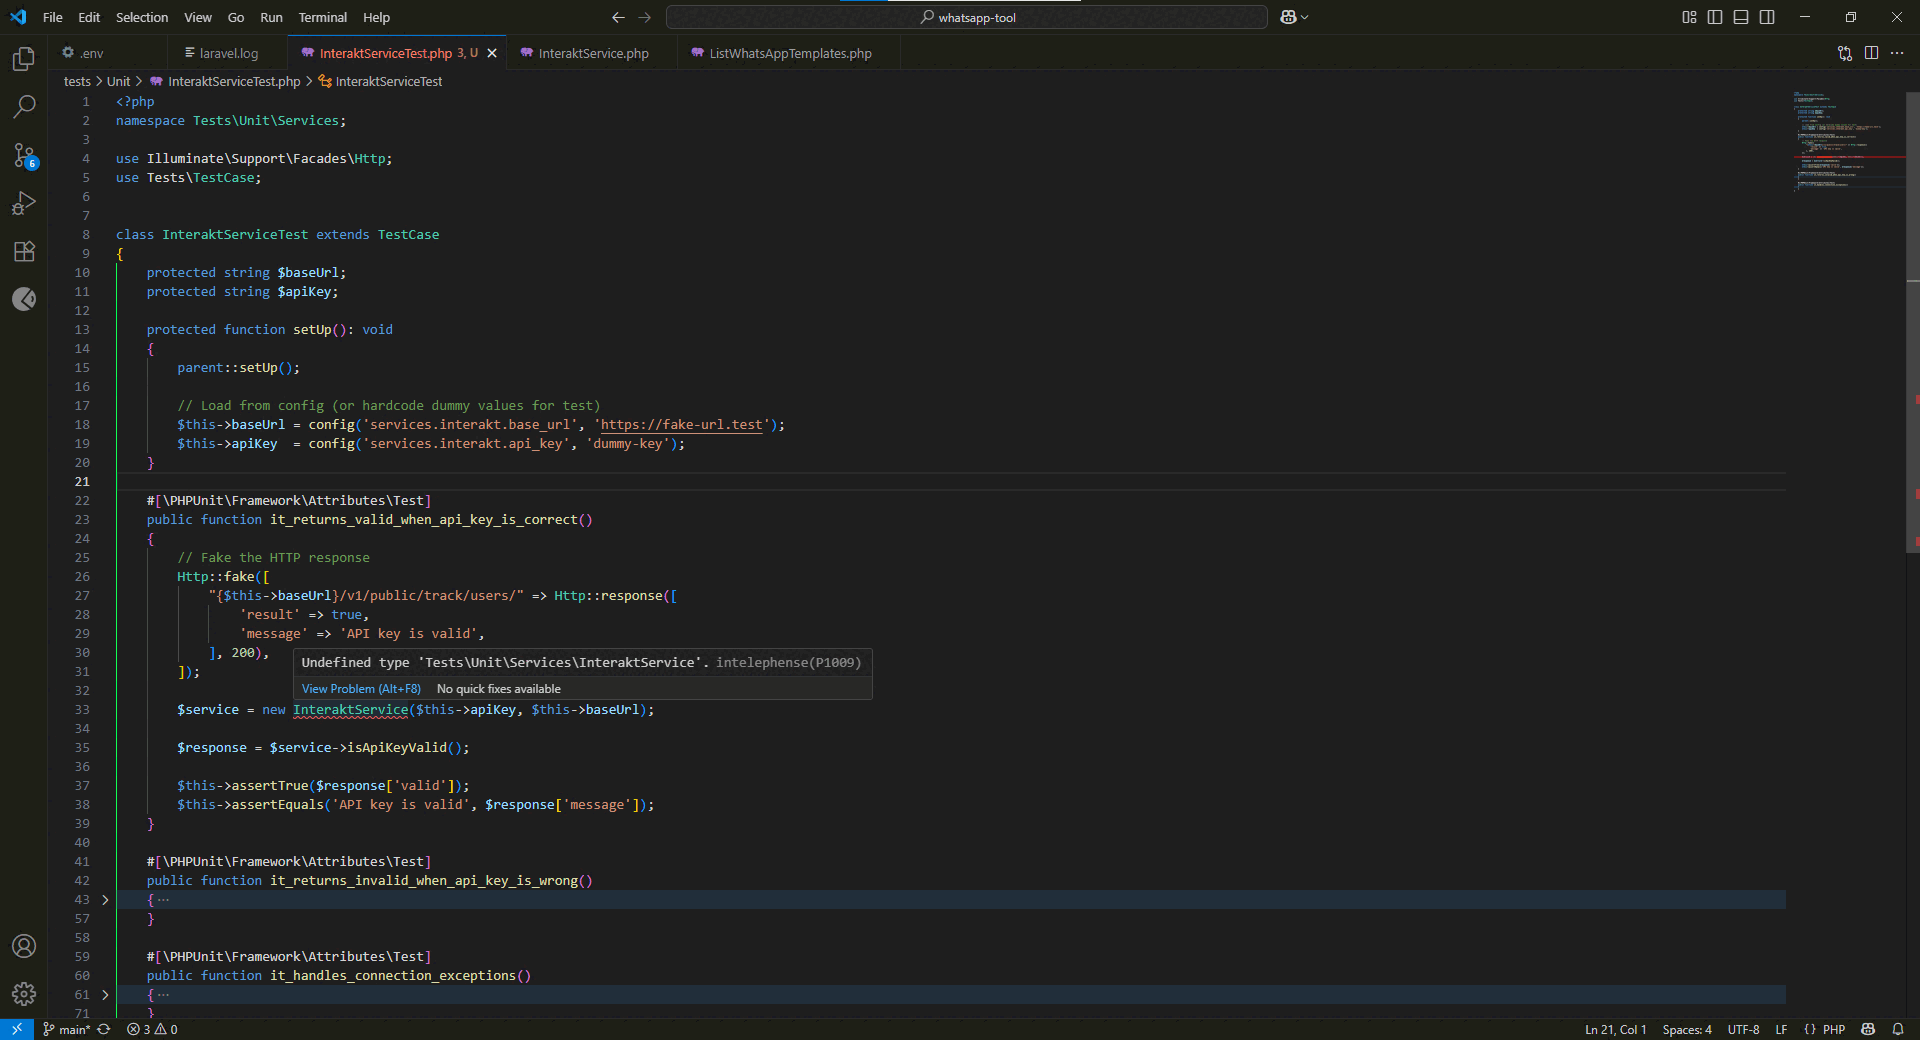 File Edit Selection View Go Run Terminal Help
whatsapp-tool
.env
laravel.log
InteraktServiceTest.php 3, U
InteraktService.php
ListWhatsAppTemplates.php
tests > Unit > InteraktServiceTest.php > InteraktServiceTest
1 <?php
2 namespace Tests\Unit\Services;
3
4 use Illuminate\Support\Facades\Http;
5 use Tests\TestCase;
6
7
8 class InteraktServiceTest extends TestCase
9 {
10 protected string $baseUrl;
11 protected string $apiKey;
12
13 protected function setUp(): void
14 {
15 parent::setUp();
16
17 // Load from config (or hardcode dummy values for test)
18 $this->baseUrl = config('services.interakt.base_url', 'https://fake-url.test');
19 $this->apiKey  = config('services.interakt.api_key', 'dummy-key');
20 }
21
22 #[\PHPUnit\Framework\Attributes\Test]
23 public function it_returns_valid_when_api_key_is_correct()
24 {
25 // Fake the HTTP response
26 Http::fake([
27 "{$this->baseUrl}/v1/public/track/users/" => Http::response([
28 'result' => true,
29 'message' => 'API key is valid',
30 ], 200),
31 ]);
Undefined type 'Tests\Unit\Services\InteraktService'. intelephense(P1009)
View Problem (Alt+F8) No quick fixes available
32
33 $service = new InteraktService($this->apiKey, $this->baseUrl);
34
35 $response = $service->isApiKeyValid();
36
37 $this->assertTrue($response['valid']);
38 $this->assertEquals('API key is valid', $response['message']);
39 }
40
41 #[\PHPUnit\Framework\Attributes\Test]
42 public function it_returns_invalid_when_api_key_is_wrong()
43 { ···
57 }
58
59 #[\PHPUnit\Framework\Attributes\Test]
60 public function it_handles_connection_exceptions()
61 { ···
71 }
6
main* 3 0
Ln 21, Col 1 Spaces: 4 UTF-8 LF {} PHP